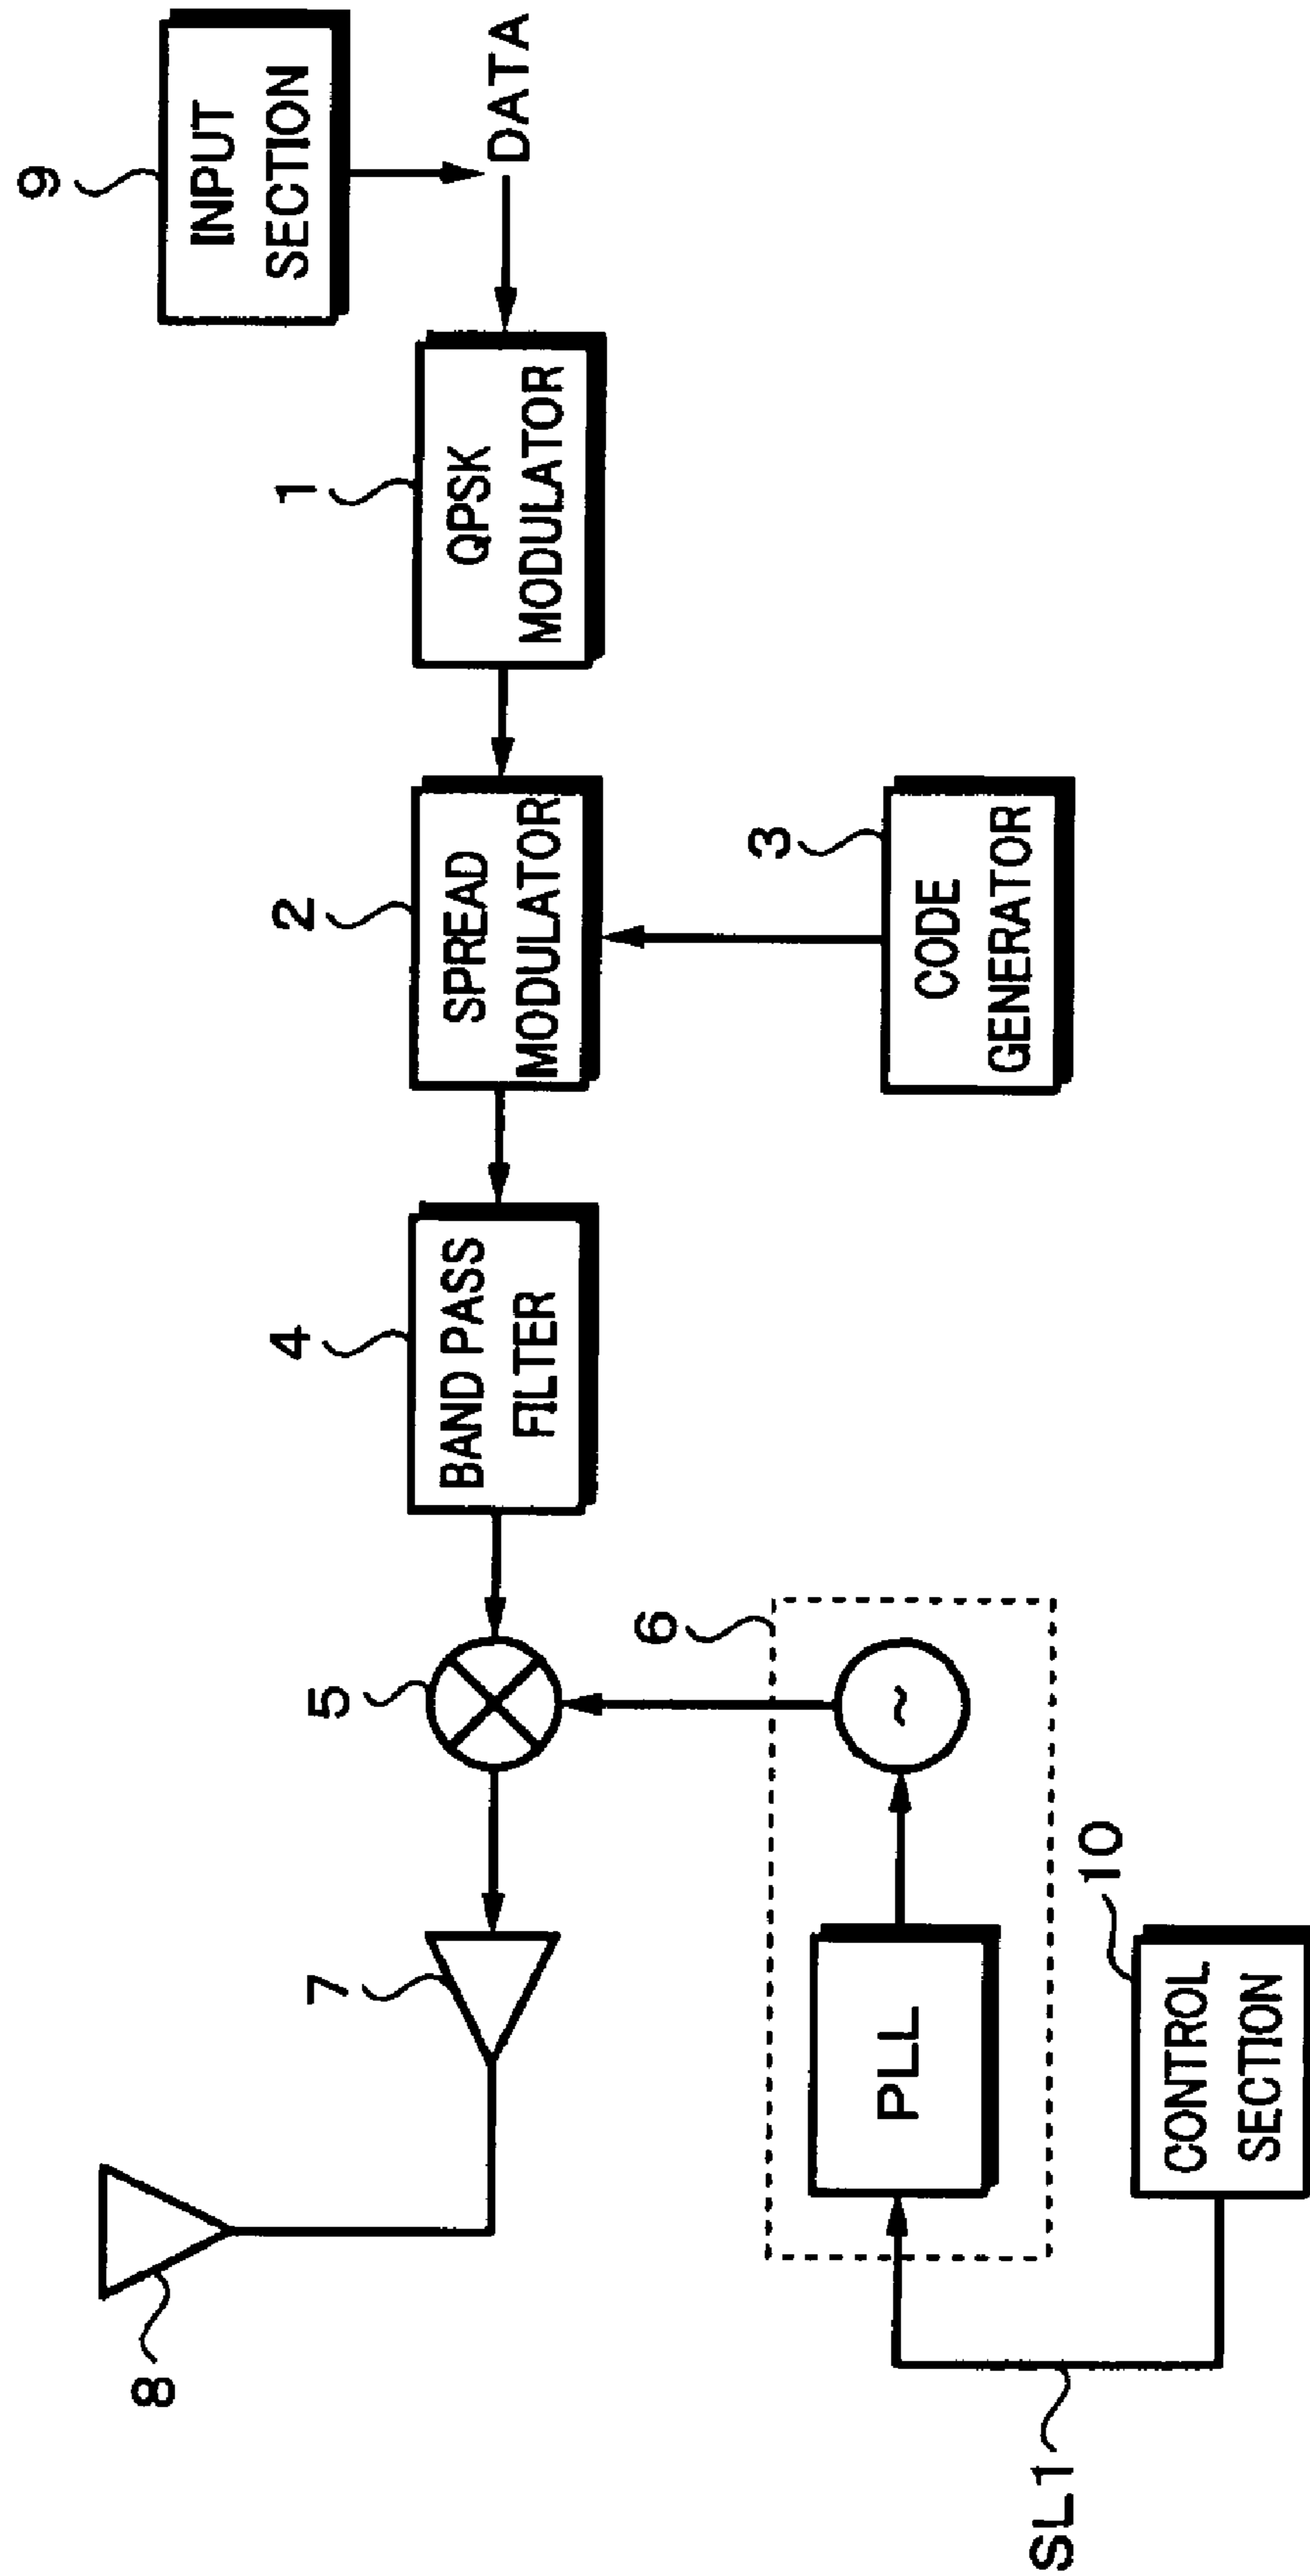 9
INPUT
SECTION
DATA
1
QPSK
MODULATOR
2
SPREAD
MODULATOR
3
CODE
GENERATOR
4
BAND PASS
FILTER
5
6
~
PLL
7
8
10
CONTROL
SECTION
SL1